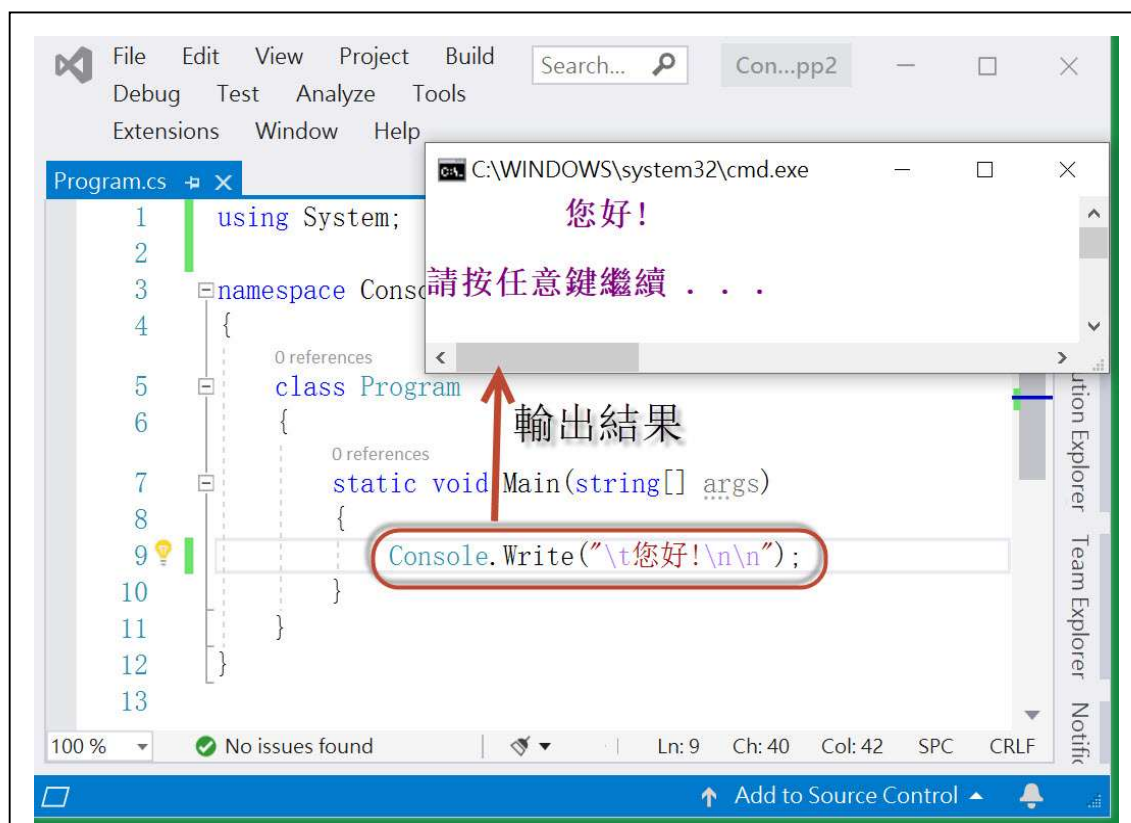 File Edit View Project Build Search... Con...pp2
Debug Test Analyze Tools
Extensions Window Help
C:\WINDOWS\system32\cmd.exe
您好!
請按任意鍵繼續 . . .
Program.cs
1 using System;
2
3 namespace Conso
4 {
0 references
5 class Program
6 {
0 references
7 static void Main(string[] args)
8 {
9 Console.Write("\t您好!\n\n");
10 }
11 }
12 }
13
輸出結果
ution Explorer
Team Explorer
Notific
100 % No issues found Ln: 9 Ch: 40 Col: 42 SPC CRLF
Add to Source Control